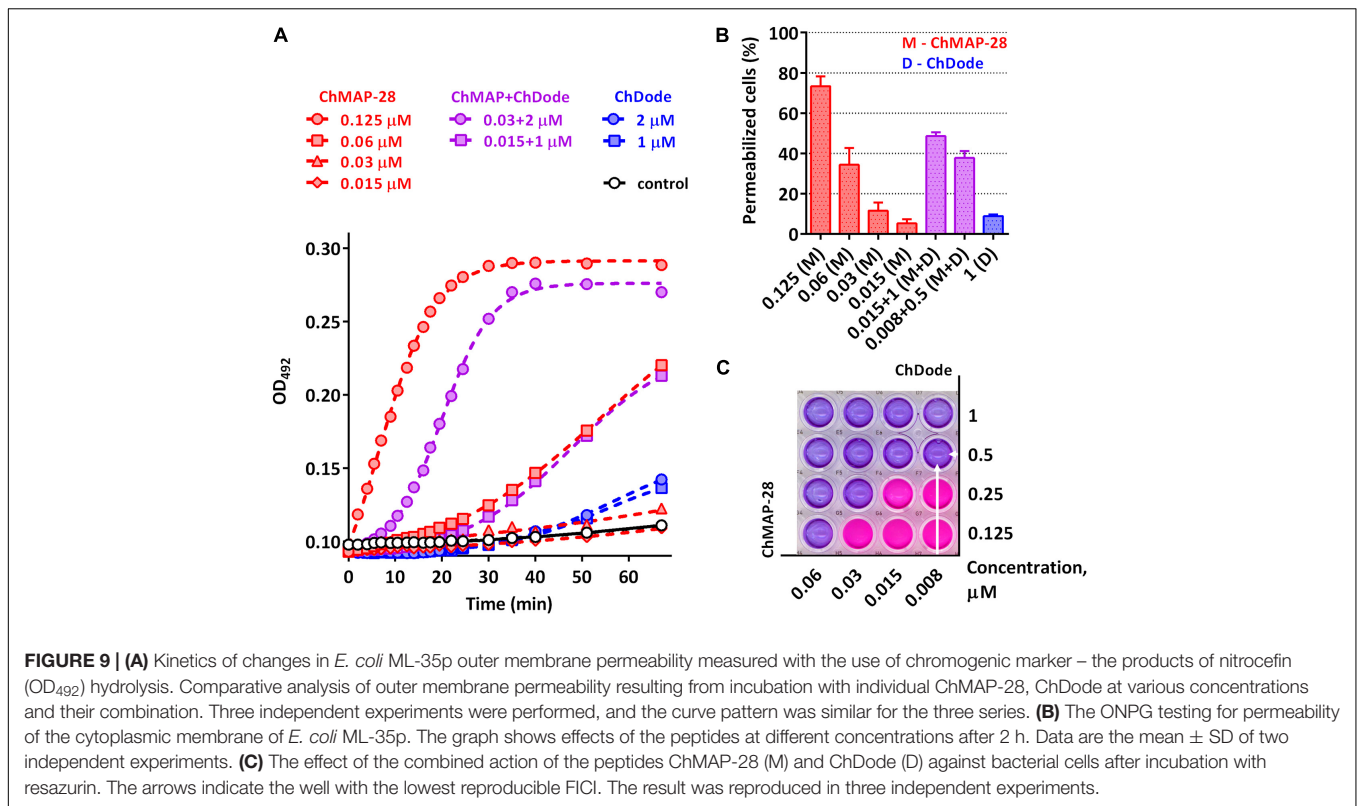 A
ChMAP-28
0.125 μM
0.06 μM
0.03 μM
0.015 μM
ChMAP+ChDode
0.03+2 μM
0.015+1 μM
ChDode
2 μM
1 μM
control
OD492
0.30
0.25
0.20
0.15
0.10
0 10 20 30 40 50 60
Time (min)
B
M - ChMAP-28
D - ChDode
Permeabilized cells (%)
100
80
60
40
20
0
0.125 (M)
0.06 (M)
0.03 (M)
0.015 (M)
0.015+1 (M+D)
0.008+0.5 (M+D)
1 (D)
C
ChDode
1
0.5
0.25
0.125
ChMAP-28
0.06
0.03
0.015
0.008
Concentration,
μM
FIGURE 9 | (A) Kinetics of changes in E. coli ML-35p outer membrane permeability measured with the use of chromogenic marker – the products of nitrocefin
(OD492) hydrolysis. Comparative analysis of outer membrane permeability resulting from incubation with individual ChMAP-28, ChDode at various concentrations
and their combination. Three independent experiments were performed, and the curve pattern was similar for the three series. (B) The ONPG testing for permeability
of the cytoplasmic membrane of E. coli ML-35p. The graph shows effects of the peptides at different concentrations after 2 h. Data are the mean ± SD of two
independent experiments. (C) The effect of the combined action of the peptides ChMAP-28 (M) and ChDode (D) against bacterial cells after incubation with
resazurin. The arrows indicate the well with the lowest reproducible FICI. The result was reproduced in three independent experiments.